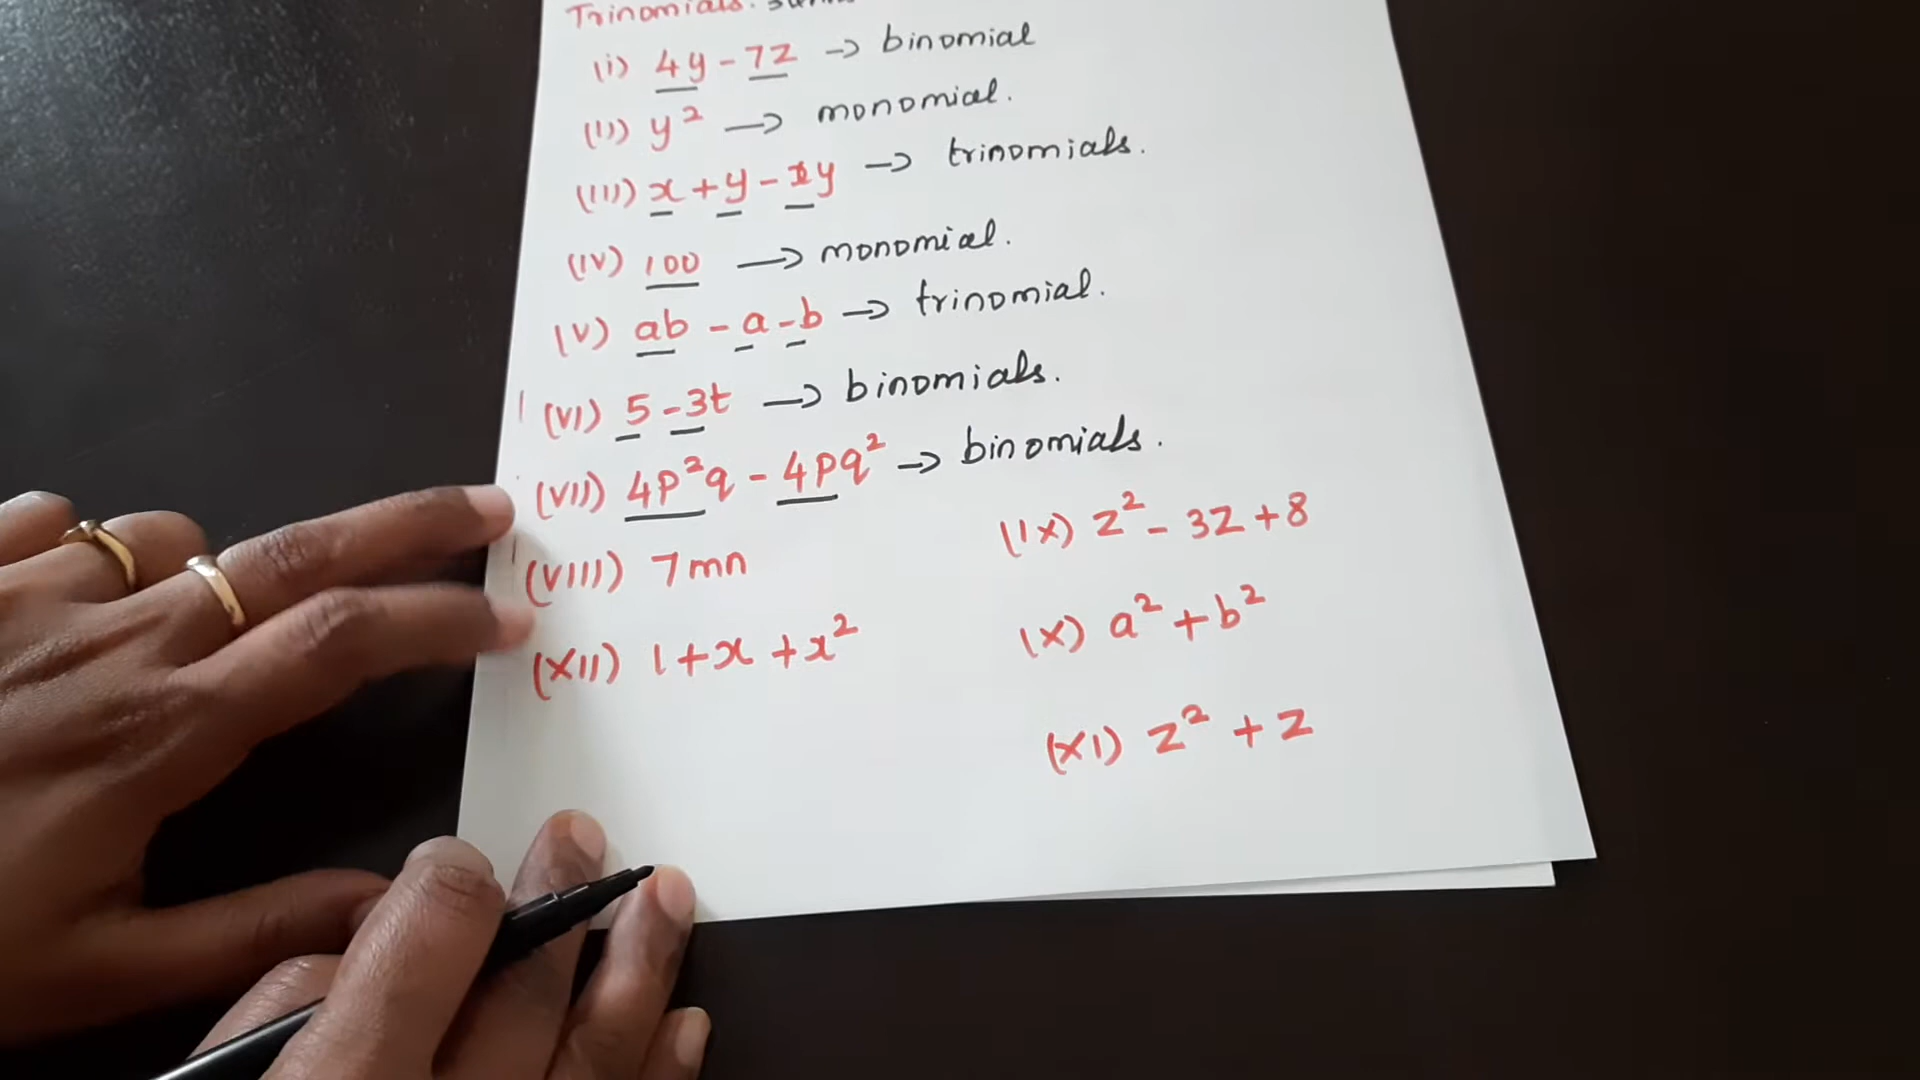 Trinomials.
(i) 4y - 7z -> binomial
(ii) y² -> monomial.
(iii) x + y - xy -> trinomials.
(iv) 100 -> monomial.
(v) ab - a - b -> trinomial.
(vi) 5 - 3t -> binomials.
(vii) 4p²q - 4pq² -> binomials.
(viii) 7mn
(ix) z² - 3z + 8
(x) a² + b²
(xii) 1 + x + x²
(xi) z² + z